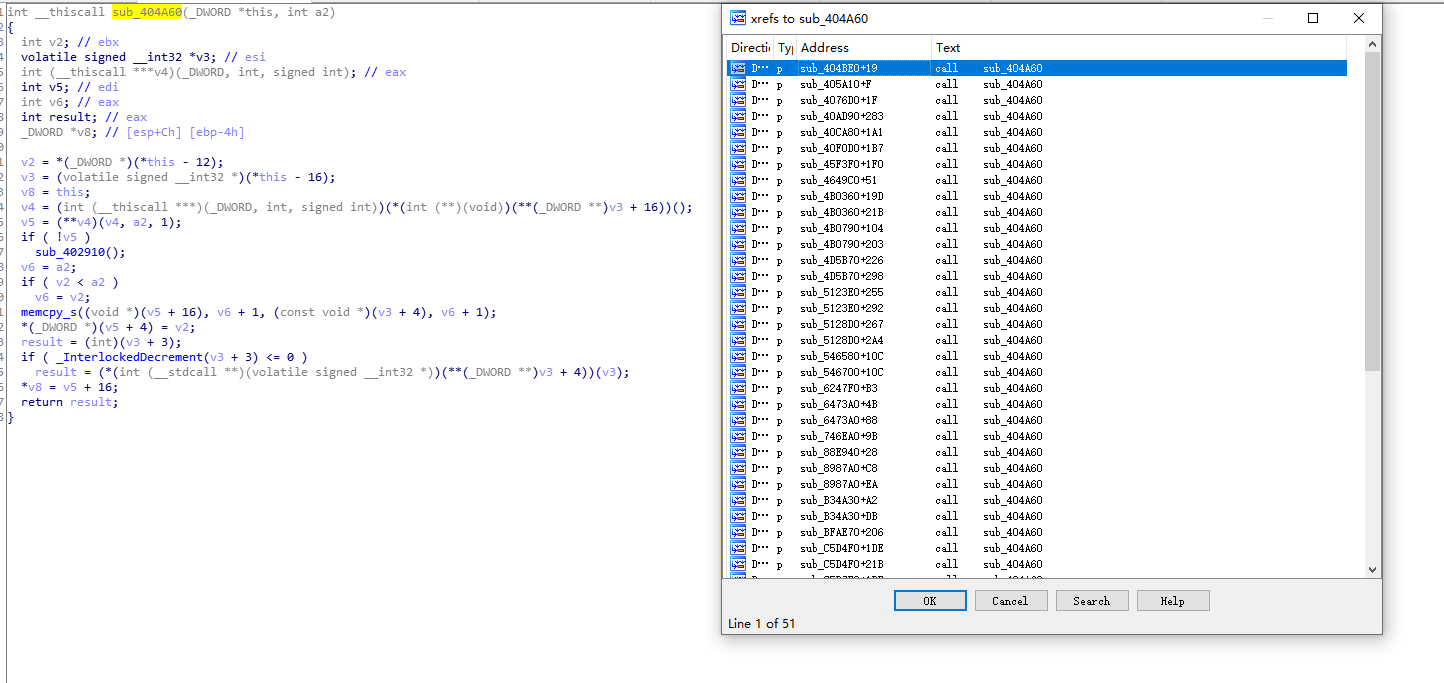 int __thiscall sub_404A60(_DWORD *this, int a2)
{
int v2; // ebx
volatile signed __int32 *v3; // esi
int (__thiscall ***v4)(_DWORD, int, signed int); // eax
int v5; // edi
int v6; // eax
int result; // eax
_DWORD *v8; // [esp+Ch] [ebp-4h]
v2 = *(_DWORD *)(*this - 12);
v3 = (volatile signed __int32 *)(*this - 16);
v8 = this;
v4 = (int (__thiscall ***)(_DWORD, int, signed int))(*(int (**)(void))(**(_DWORD **)v3 + 16))();
v5 = (**v4)(v4, a2, 1);
if ( !v5 )
sub_402910();
v6 = a2;
if ( v2 < a2 )
v6 = v2;
memcpy_s((void *)(v5 + 16), v6 + 1, (const void *)(v3 + 4), v6 + 1);
*(_DWORD *)(v5 + 4) = v2;
result = (int)(v3 + 3);
if ( _InterlockedDecrement(v3 + 3) <= 0 )
result = (*(int (__stdcall **)(volatile signed __int32 *))(**(_DWORD **)v3 + 4))(v3);
*v8 = v5 + 16;
return result;
}
xrefs to sub_404A60
Directic Ty Address Text
D··· p sub_404BE0+19 call sub_404A60
D··· p sub_405A10+F call sub_404A60
D··· p sub_4076D0+1F call sub_404A60
D··· p sub_40AD90+283 call sub_404A60
D··· p sub_40CA80+1A1 call sub_404A60
D··· p sub_40F0D0+1B7 call sub_404A60
D··· p sub_45F3F0+1F0 call sub_404A60
D··· p sub_4649C0+51 call sub_404A60
D··· p sub_4B0360+19D call sub_404A60
D··· p sub_4B0360+21B call sub_404A60
D··· p sub_4B0790+104 call sub_404A60
D··· p sub_4B0790+203 call sub_404A60
D··· p sub_4D5B70+226 call sub_404A60
D··· p sub_4D5B70+298 call sub_404A60
D··· p sub_5123E0+255 call sub_404A60
D··· p sub_5123E0+292 call sub_404A60
D··· p sub_5128D0+267 call sub_404A60
D··· p sub_5128D0+2A4 call sub_404A60
D··· p sub_546580+10C call sub_404A60
D··· p sub_546700+10C call sub_404A60
D··· p sub_6247F0+B3 call sub_404A60
D··· p sub_6473A0+4B call sub_404A60
D··· p sub_6473A0+88 call sub_404A60
D··· p sub_746EA0+9B call sub_404A60
D··· p sub_88E940+28 call sub_404A60
D··· p sub_8987A0+C8 call sub_404A60
D··· p sub_8987A0+EA call sub_404A60
D··· p sub_B34A30+A2 call sub_404A60
D··· p sub_B34A30+DB call sub_404A60
D··· p sub_BFAE70+206 call sub_404A60
D··· p sub_C5D4F0+1DE call sub_404A60
D··· p sub_C5D4F0+21B call sub_404A60
OK Cancel Search Help
Line 1 of 51